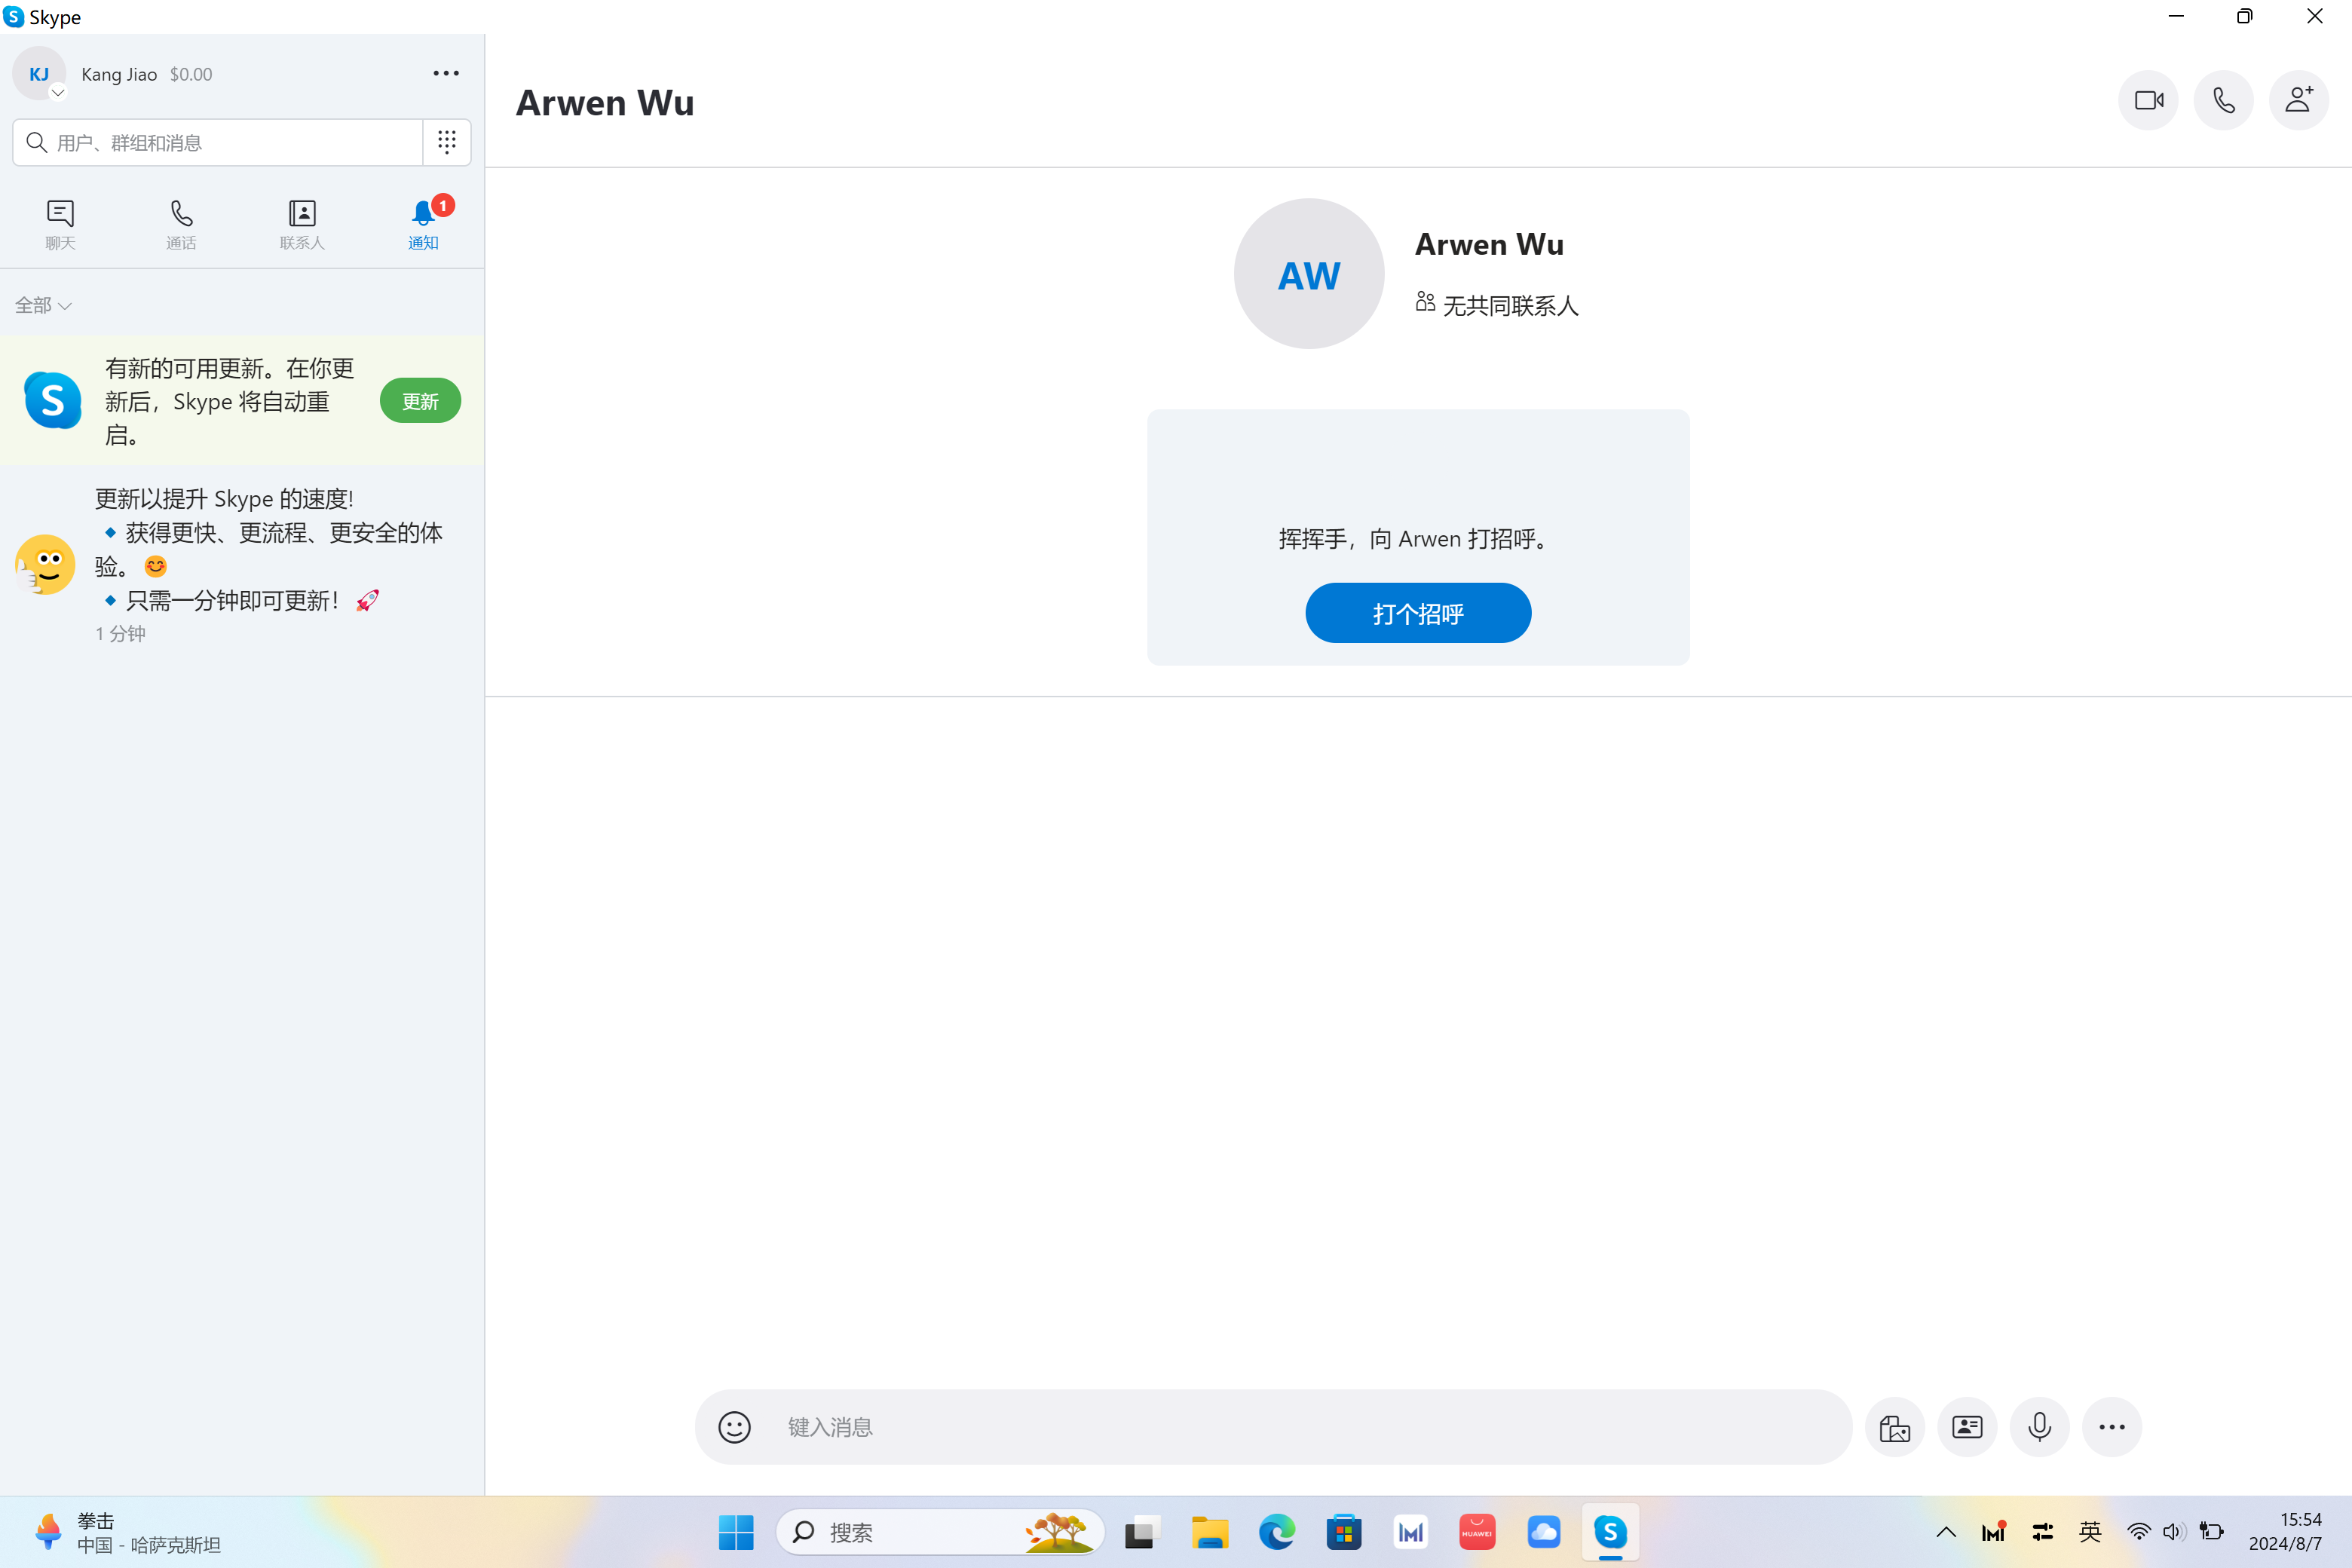 Skype
KJ
Kang Jiao $0.00
用户、群组和消息
聊天
通话
联系人
1
通知
全部
有新的可用更新。在你更
新后，Skype 将自动重
启。
更新
更新以提升 Skype 的速度!
🔹获得更快、更流程、更安全的体
验。😊
🔹只需一分钟即可更新！🚀
1 分钟
Arwen Wu
AW
Arwen Wu
无共同联系人
挥挥手，向 Arwen 打招呼。
打个招呼
键入消息
拳击
中国 - 哈萨克斯坦
搜索
HUAWEI
英
15:54
2024/8/7